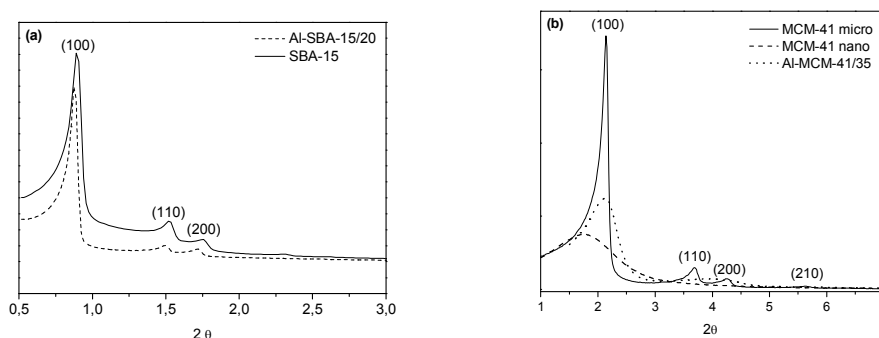 (a)
(100)
Al-SBA-15/20
SBA-15
(110)
(200)
0,5 1,0 1,5 2,0 2,5 3,0
2 θ
(b)
(100)
MCM-41 micro
MCM-41 nano
Al-MCM-41/35
(110)
(200)
(210)
1 2 3 4 5 6
2θ